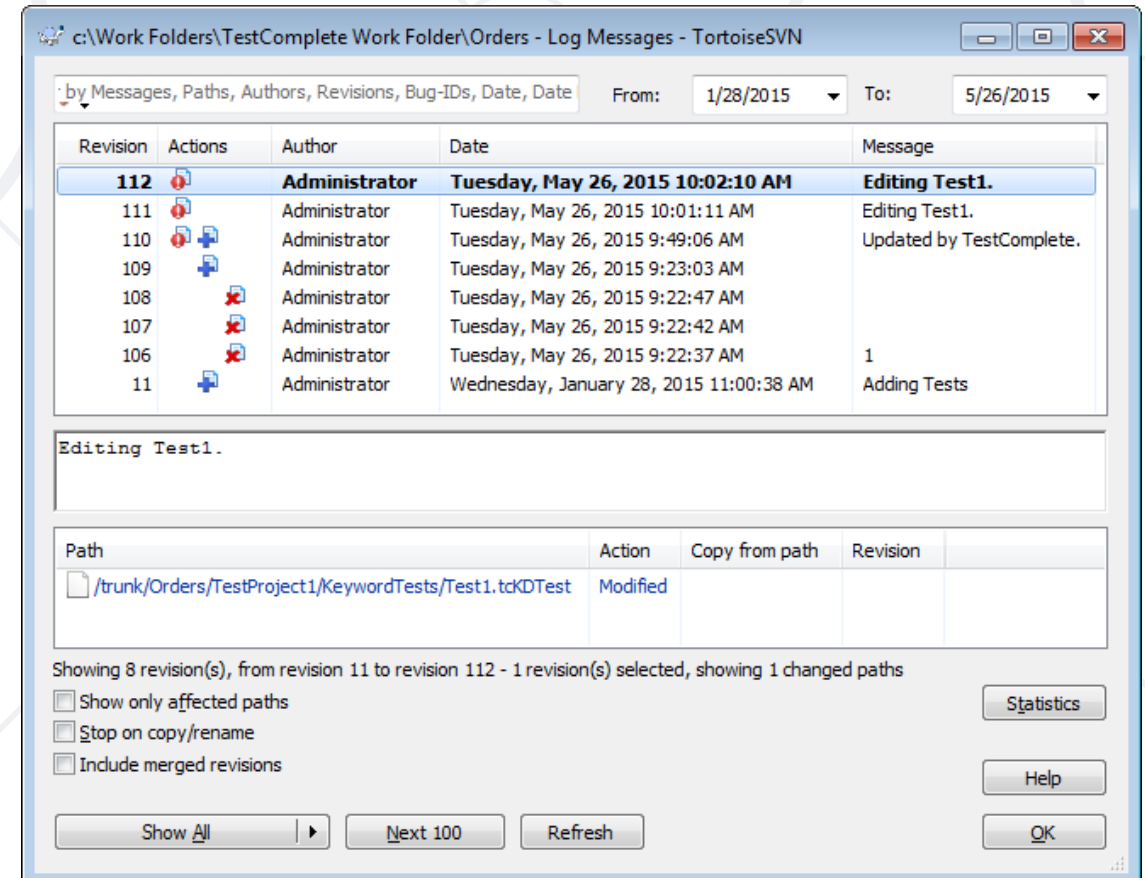 c:\Work Folders\TestComplete Work Folder\Orders - Log Messages - TortoiseSVN
by Messages, Paths, Authors, Revisions, Bug-IDs, Date, Date From: 1/28/2015 To: 5/26/2015
Revision Actions Author Date Message
112 Administrator Tuesday, May 26, 2015 10:02:10 AM Editing Test1.
111 Administrator Tuesday, May 26, 2015 10:01:11 AM Editing Test1.
110 Administrator Tuesday, May 26, 2015 9:49:06 AM Updated by TestComplete.
109 Administrator Tuesday, May 26, 2015 9:23:03 AM
108 Administrator Tuesday, May 26, 2015 9:22:47 AM
107 Administrator Tuesday, May 26, 2015 9:22:42 AM
106 Administrator Tuesday, May 26, 2015 9:22:37 AM 1
11 Administrator Wednesday, January 28, 2015 11:00:38 AM Adding Tests
Editing Test1.
Path Action Copy from path Revision
/trunk/Orders/TestProject1/KeywordTests/Test1.tcKDTest Modified
Showing 8 revision(s), from revision 11 to revision 112 - 1 revision(s) selected, showing 1 changed paths
Show only affected paths
Statistics
Stop on copy/rename
Include merged revisions
Help
Show All Next 100 Refresh OK